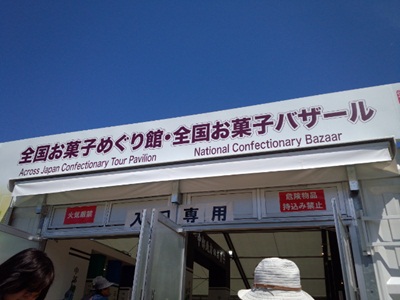 全国お菓子めぐり館・全国お菓子バザール
Across Japan Confectionary Tour Pavilion
National Confectionary Bazaar
火気厳禁
入口専用
危険物品
持込み禁止